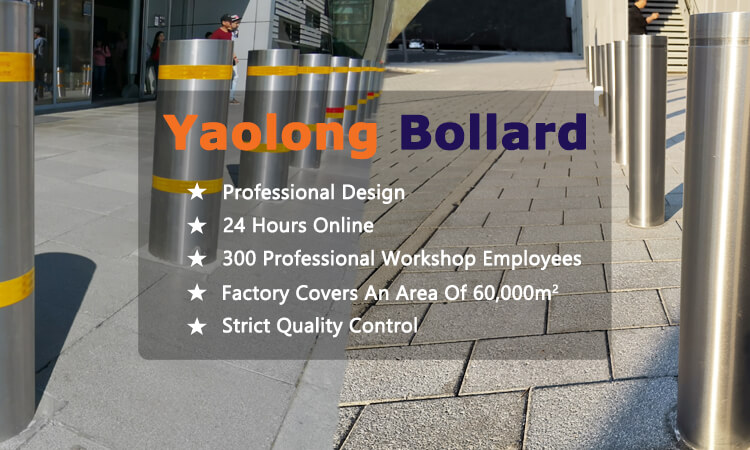 Yaolong Bollard
★ Professional Design
★ 24 Hours Online
★ 300 Professional Workshop Employees
★ Factory Covers An Area Of 60,000m²
★ Strict Quality Control